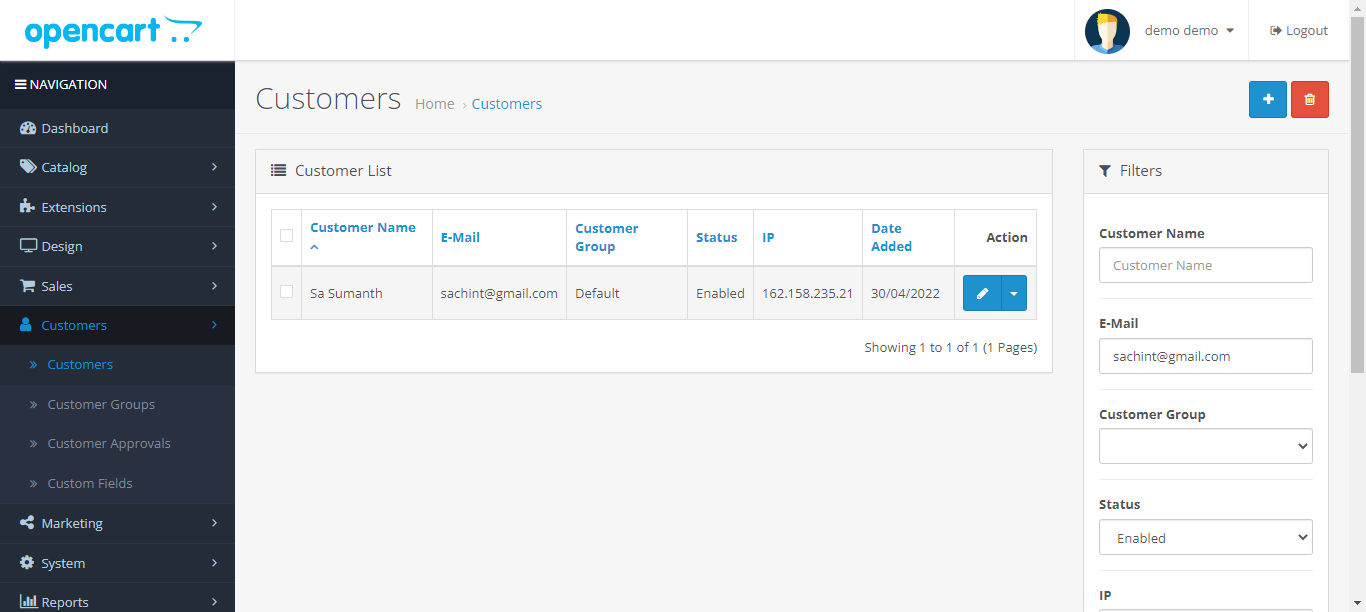 opencart
demo demo
Logout
NAVIGATION
Dashboard
Catalog
Extensions
Design
Sales
Customers
Customers
Customer Groups
Customer Approvals
Custom Fields
Marketing
System
Reports
Customers
Home › Customers
Customer List
Customer Name E-Mail Customer Group Status IP Date Added Action
Sa Sumanth sachint@gmail.com Default Enabled 162.158.235.21 30/04/2022
Showing 1 to 1 of 1 (1 Pages)
Filters
Customer Name
Customer Name
E-Mail
sachint@gmail.com
Customer Group
Status
Enabled
IP